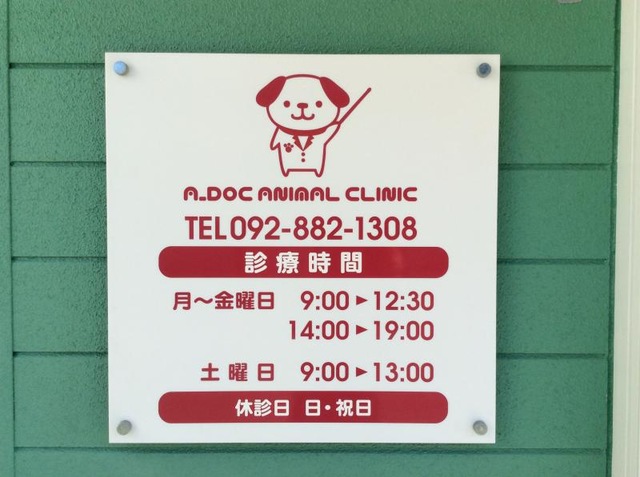 A_DOC ANIMAL CLINIC
TEL 092-882-1308
診療時間
月～金曜日 9:00▶12:30
14:00▶19:00
土曜日 9:00▶13:00
休診日 日・祝日